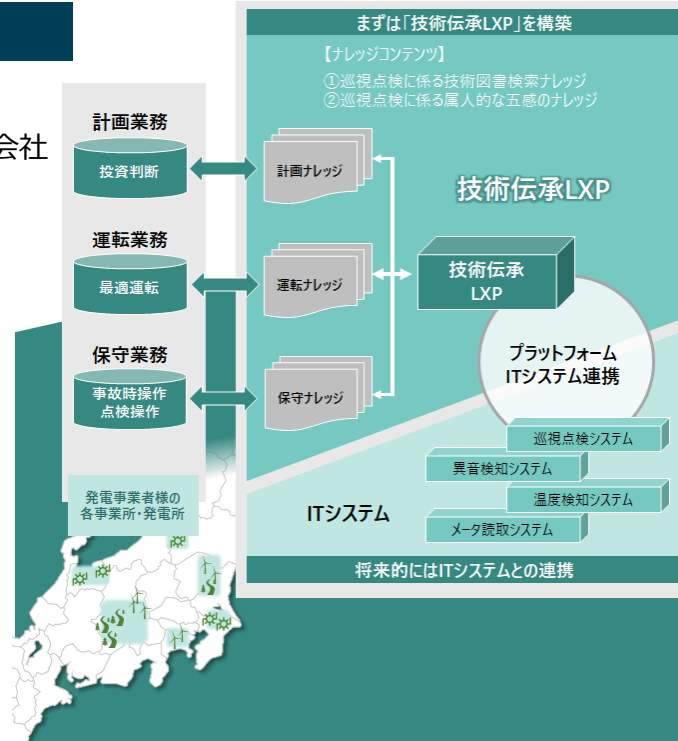 会社
計画業務
投資判断
運転業務
最適運転
保守業務
事故時操作
点検操作
発電事業者様の
各事業所・発電所
まずは「技術伝承LXP」を構築
【ナレッジコンテンツ】
①巡視点検に係る技術図書検索ナレッジ
②巡視点検に係る属人的な五感のナレッジ
計画ナレッジ
運転ナレッジ
保守ナレッジ
技術伝承LXP
技術伝承
LXP
プラットフォーム
ITシステム連携
ITシステム
巡視点検システム
異音検知システム
温度検知システム
メータ読取システム
将来的にはITシステムとの連携